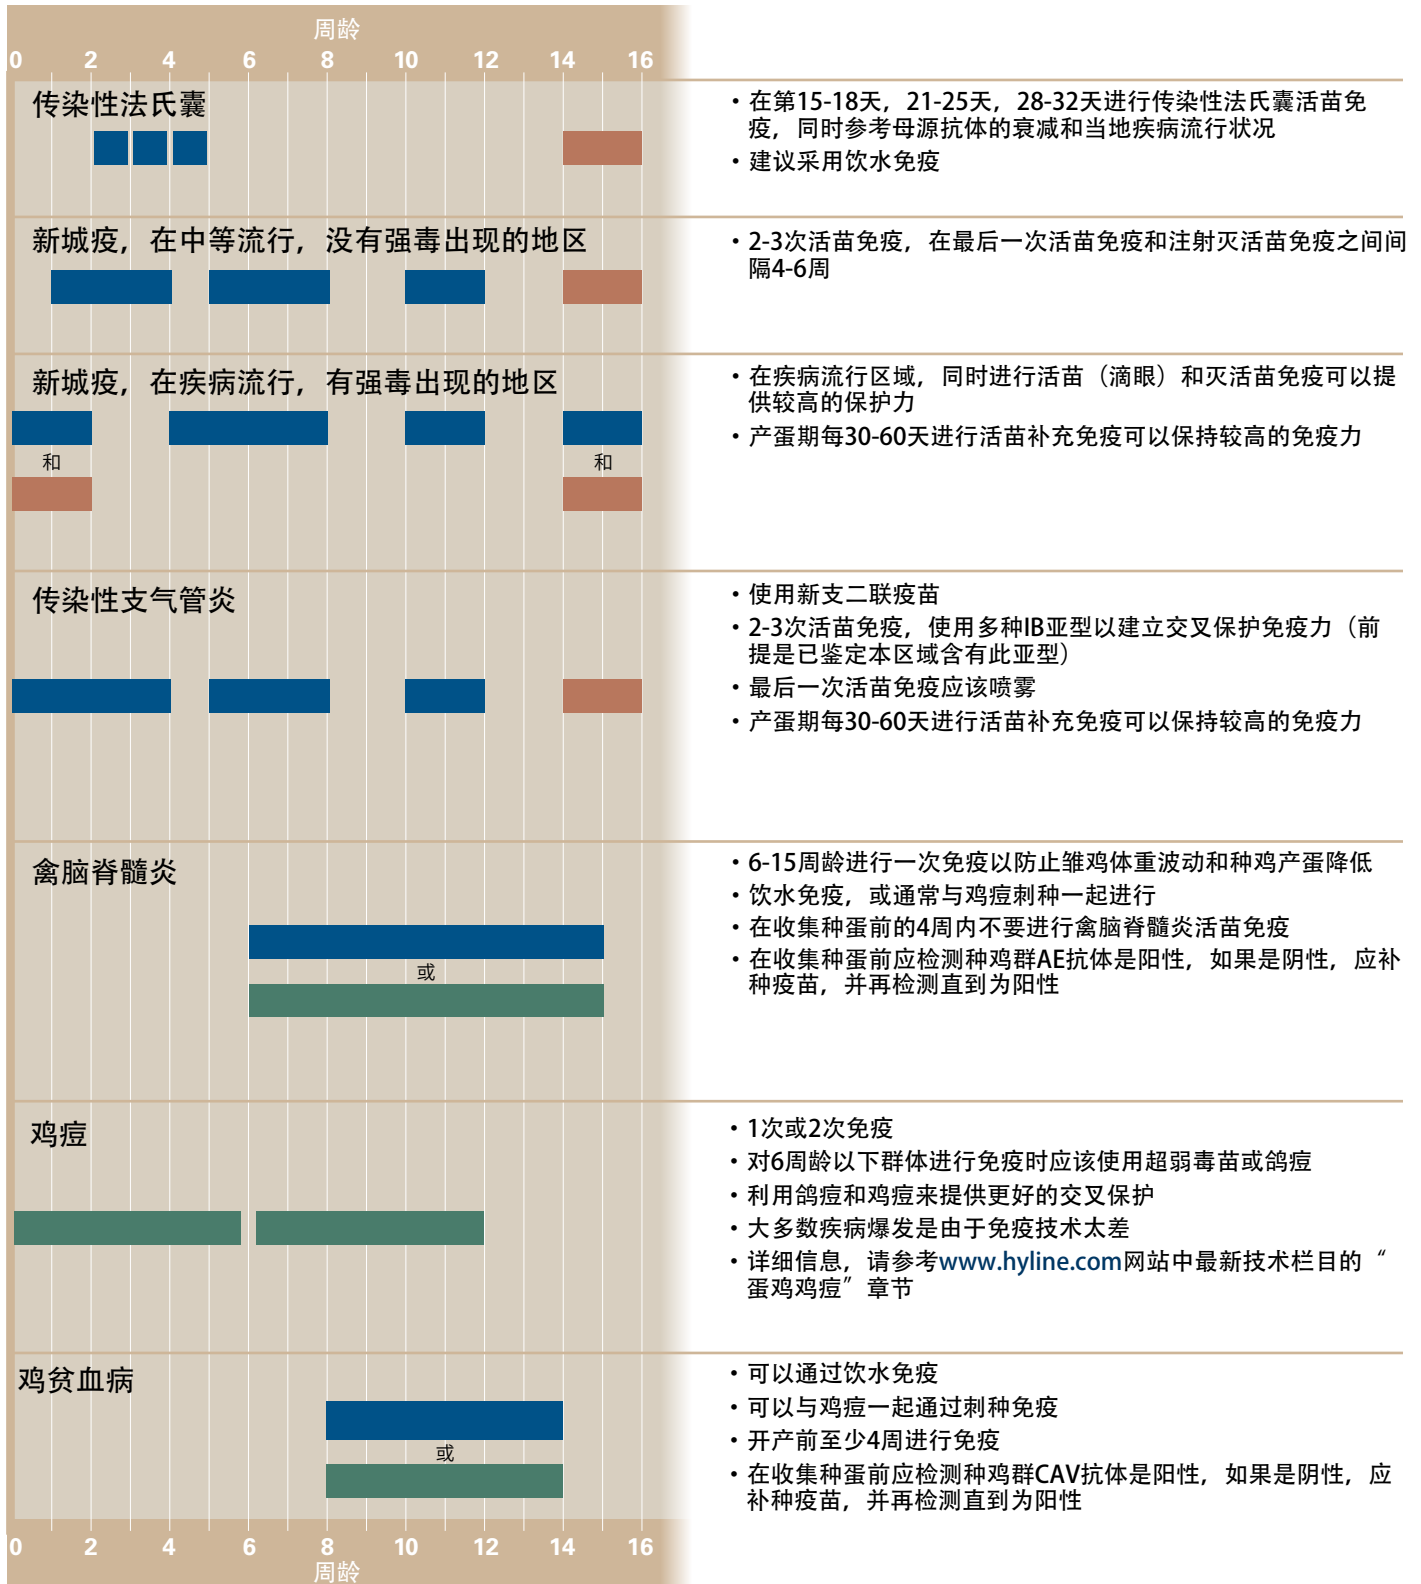 周龄
0 2 4 6 8 10 12 14 16
传染性法氏囊
・在第15-18天，21-25天，28-32天进行传染性法氏囊活苗免
疫，同时参考母源抗体的衰减和当地疾病流行状况
・建议采用饮水免疫
新城疫，在中等流行，没有强毒出现的地区
・2-3次活苗免疫，在最后一次活苗免疫和注射灭活苗免疫之间间
隔4-6周
新城疫，在疾病流行，有强毒出现的地区
和 和
・在疾病流行区域，同时进行活苗（滴眼）和灭活苗免疫可以提
供较高的保护力
・产蛋期每30-60天进行活苗补充免疫可以保持较高的免疫力
传染性支气管炎
・使用新支二联疫苗
・2-3次活苗免疫，使用多种IB亚型以建立交叉保护免疫力（前
提是已鉴定本区域含有此亚型）
・最后一次活苗免疫应该喷雾
・产蛋期每30-60天进行活苗补充免疫可以保持较高的免疫力
禽脑脊髓炎
或
・6-15周龄进行一次免疫以防止雏鸡体重波动和种鸡产蛋降低
・饮水免疫，或通常与鸡痘刺种一起进行
・在收集种蛋前的4周内不要进行禽脑脊髓炎活苗免疫
・在收集种蛋前应检测种鸡群AE抗体是阳性，如果是阴性，应补
种疫苗，并再检测直到为阳性
鸡痘
・1次或2次免疫
・对6周龄以下群体进行免疫时应该使用超弱毒苗或鸽痘
・利用鸽痘和鸡痘来提供更好的交叉保护
・大多数疾病爆发是由于免疫技术太差
・详细信息，请参考www.hyline.com网站中最新技术栏目的“
蛋鸡鸡痘”章节
鸡贫血病
或
・可以通过饮水免疫
・可以与鸡痘一起通过刺种免疫
・开产前至少4周进行免疫
・在收集种蛋前应检测种鸡群CAV抗体是阳性，如果是阴性，应
补种疫苗，并再检测直到为阳性
0 2 4 6 8 10 12 14 16
周龄